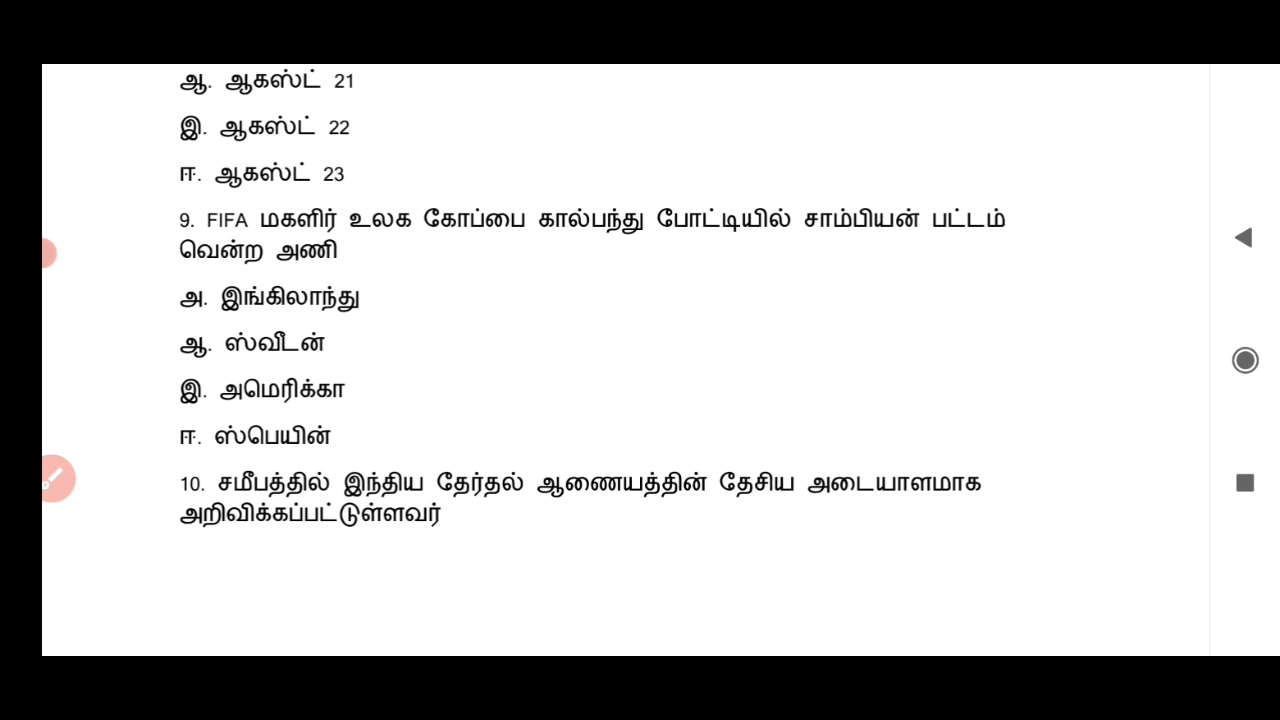 ஆ. ஆகஸ்ட் 21
இ. ஆகஸ்ட் 22
ஈ. ஆகஸ்ட் 23
9. FIFA மகளிர் உலக கோப்பை கால்பந்து போட்டியில் சாம்பியன் பட்டம்
வென்ற அணி
அ. இங்கிலாந்து
ஆ. ஸ்வீடன்
இ. அமெரிக்கா
ஈ. ஸ்பெயின்
10. சமீபத்தில் இந்திய தேர்தல் ஆணையத்தின் தேசிய அடையாளமாக
அறிவிக்கப்பட்டுள்ளவர்